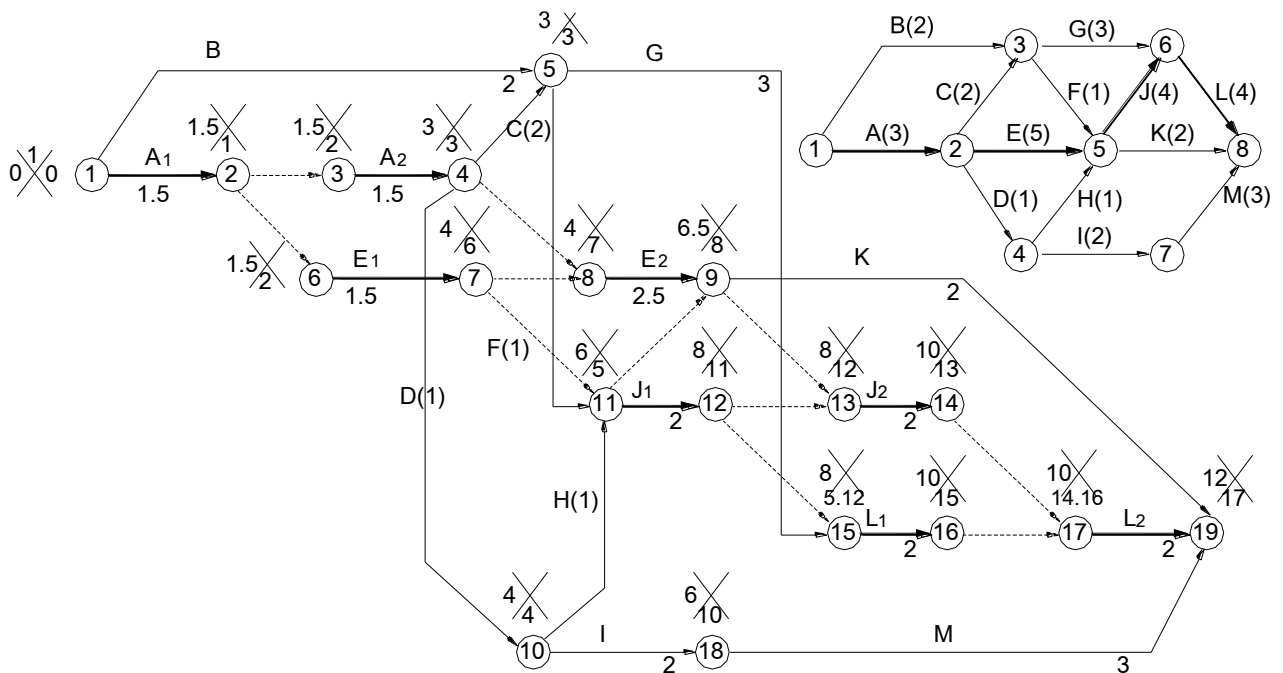 B(2)
3
G(3)
6
C(2)
F(1)
J(4)
L(4)
1
A(3)
2
E(5)
5
K(2)
8
D(1)
H(1)
M(3)
4
I(2)
7
3
3
B
2
5
G
3
1.5
1
1.5
2
3
3
C(2)
1
0
0
1
A1
1.5
2
3
A2
1.5
4
1.5
2
4
6
4
7
6.5
8
6
E1
1.5
7
8
E2
2.5
9
K
2
F(1)
D(1)
6
5
8
11
8
12
10
13
11
J1
2
12
13
J2
2
14
H(1)
8
5.12
10
15
10
14.16
12
17
15
L1
2
16
17
L2
2
19
4
4
6
10
10
I
2
18
M
3